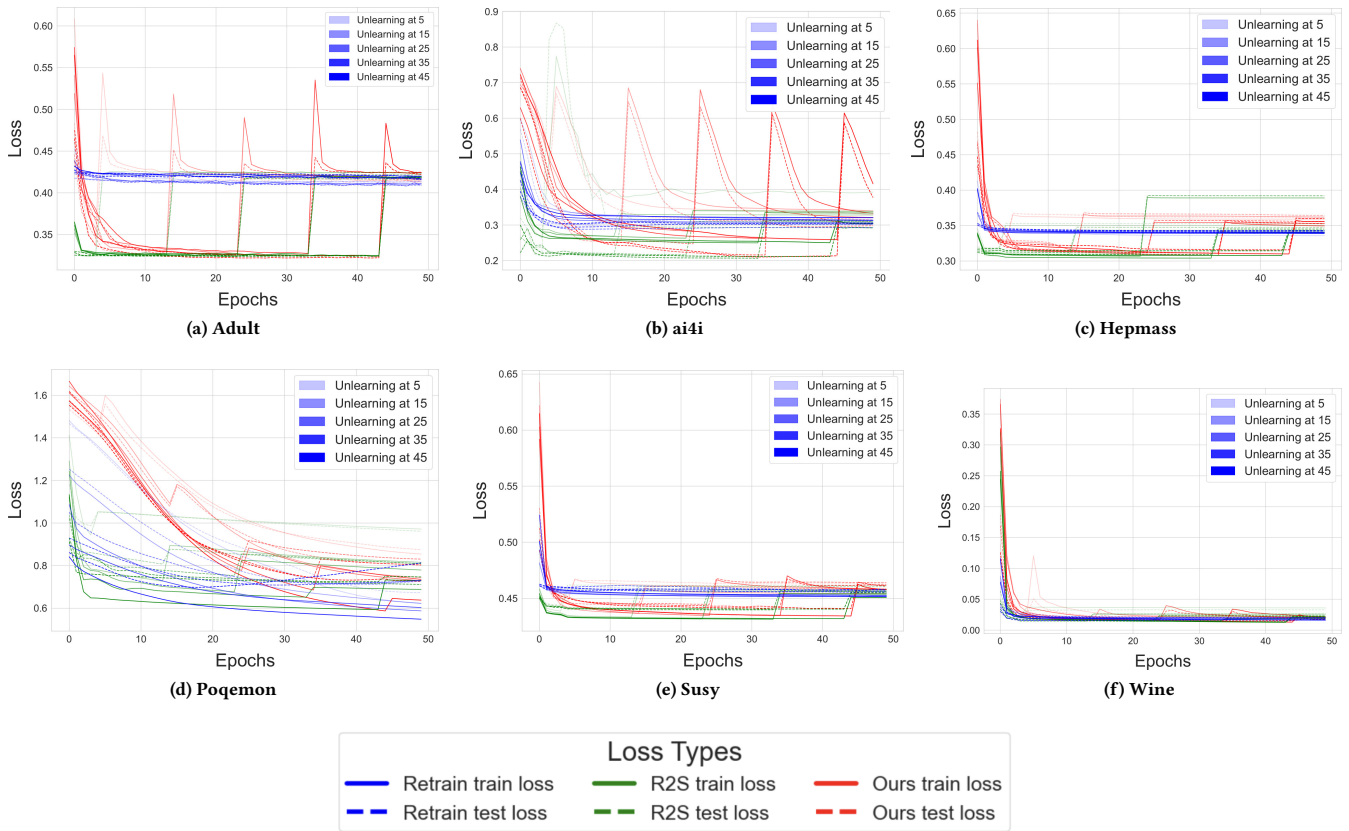 0.60
0.55
0.50
0.45
0.40
0.35
Loss
0 10 20 30 40 50
Epochs
Unlearning at 5
Unlearning at 15
Unlearning at 25
Unlearning at 35
Unlearning at 45
(a) Adult
0.9
0.8
0.7
0.6
0.5
0.4
0.3
0.2
Loss
0 10 20 30 40 50
Epochs
Unlearning at 5
Unlearning at 15
Unlearning at 25
Unlearning at 35
Unlearning at 45
(b) ai4i
0.65
0.60
0.55
0.50
0.45
0.40
0.35
0.30
Loss
0 10 20 30 40 50
Epochs
Unlearning at 5
Unlearning at 15
Unlearning at 25
Unlearning at 35
Unlearning at 45
(c) Hepmass
1.6
1.4
1.2
1.0
0.8
0.6
Loss
0 10 20 30 40 50
Epochs
Unlearning at 5
Unlearning at 15
Unlearning at 25
Unlearning at 35
Unlearning at 45
(d) Poqemon
0.65
0.60
0.55
0.50
0.45
Loss
0 10 20 30 40 50
Epochs
Unlearning at 5
Unlearning at 15
Unlearning at 25
Unlearning at 35
Unlearning at 45
(e) Susy
0.35
0.30
0.25
0.20
0.15
0.10
0.05
0.00
Loss
0 10 20 30 40 50
Epochs
Unlearning at 5
Unlearning at 15
Unlearning at 25
Unlearning at 35
Unlearning at 45
(f) Wine
Loss Types
Retrain train loss R2S train loss Ours train loss
Retrain test loss R2S test loss Ours test loss